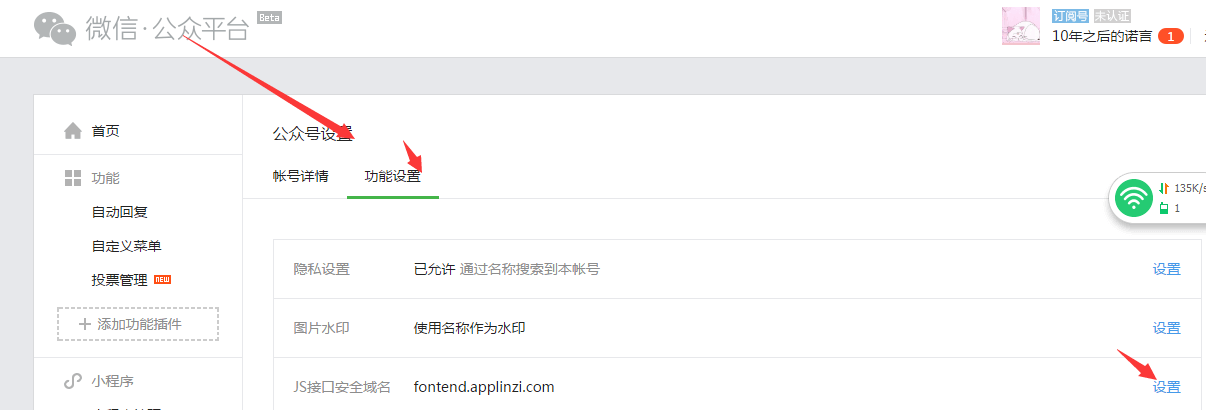 微信·公众平台 Beta
订阅号 未认证
10年之后的诺言 1
首页
公众号设置
帐号详情 功能设置
功能
自动回复
自定义菜单
投票管理 NEW
添加功能插件
小程序
135K/s
1
隐私设置 已允许 通过名称搜索到本帐号 设置
图片水印 使用名称作为水印 设置
JS接口安全域名 fontend.applinzi.com 设置